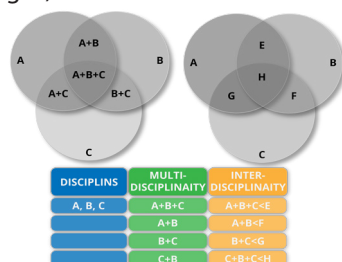 A+B
A
B
A+B+C
A+C
B+C
C
E
A
B
H
G
F
C
DISCIPLINS
MULTI-
DISCIPLINAITY
INTER-
DISCIPLINAITY
A, B, C
A+B+C
A+B+C<E
A+B
A+B<F
B+C
B+C<G
C+B
C+B+C<H